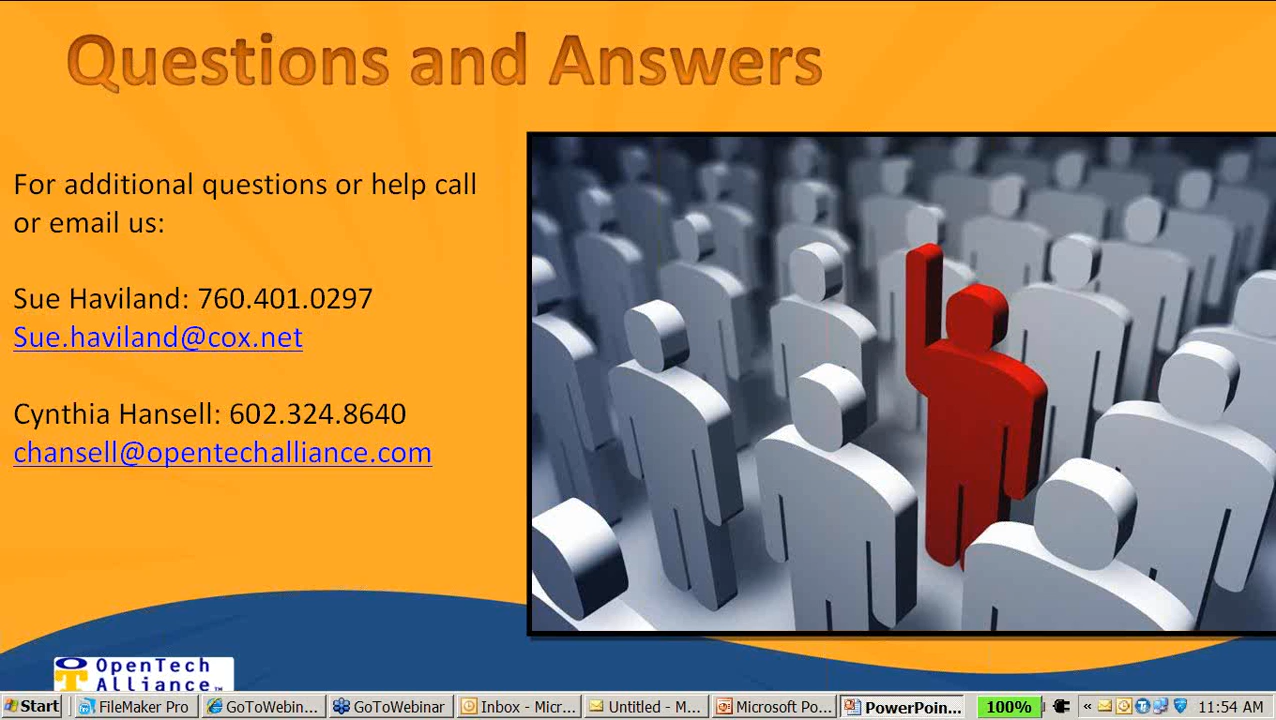 Questions and Answers
For additional questions or help call
or email us:
Sue Haviland: 760.401.0297
Sue.haviland@cox.net
Cynthia Hansell: 602.324.8640
chansell@opentechalliance.com
OpenTech
Alliance™
Start FileMaker Pro GoToWebin... GoToWebinar Inbox - Micr... Untitled - M... Microsoft Po... PowerPoin... 100% « 11:54 AM